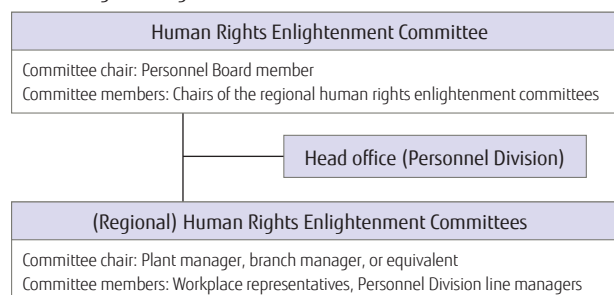 Human Rights Enlightenment Committee
Committee chair: Personnel Board member
Committee members: Chairs of the regional human rights enlightenment committees
Head office (Personnel Division)
(Regional) Human Rights Enlightenment Committees
Committee chair: Plant manager, branch manager, or equivalent
Committee members: Workplace representatives, Personnel Division line managers